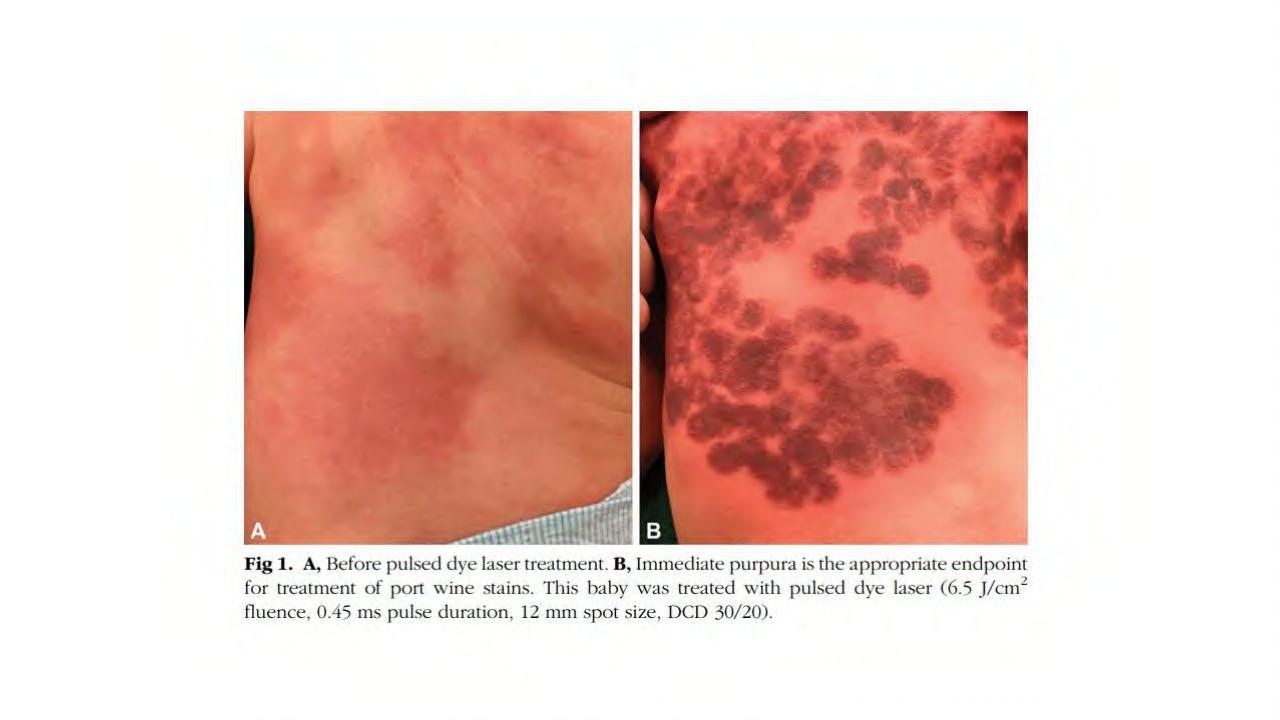 A
B
Fig 1. A, Before pulsed dye laser treatment. B, Immediate purpura is the appropriate endpoint
for treatment of port wine stains. This baby was treated with pulsed dye laser (6.5 J/cm²
fluence, 0.45 ms pulse duration, 12 mm spot size, DCD 30/20).